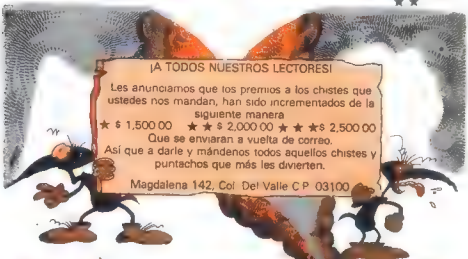 ★★
¡A TODOS NUESTROS LECTORES!
Les anunciamos que los premios a los chistes que
ustedes nos mandan, han sido incrementados de la
siguiente manera
★ $ 1,500 00 ★ ★ $ 2,000 00 ★ ★ ★$ 2,500 00
Que se enviaran a vuelta de correo.
Así que a darle y mándenos todos aquellos chistes y
puntachos que más les divierten.
Magdalena 142, Col Del Valle C P 03100